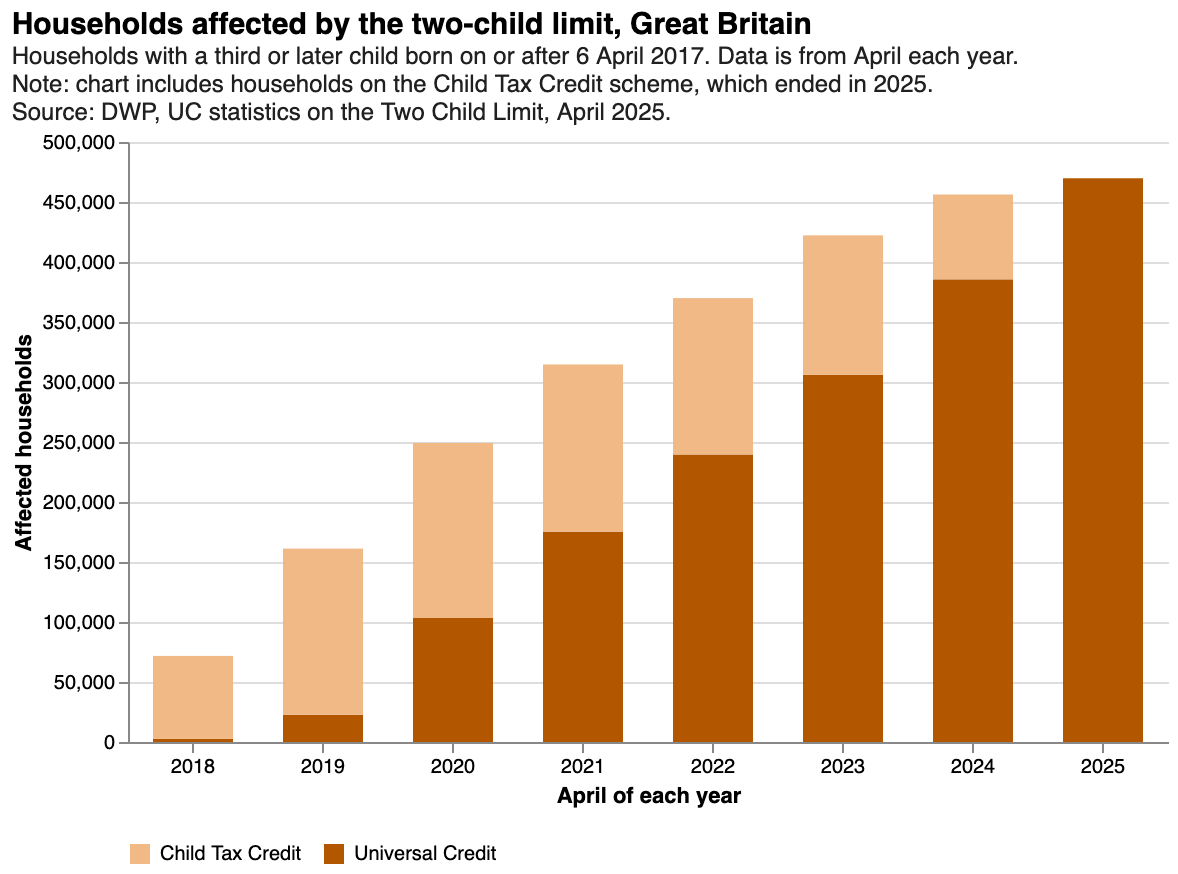 Households affected by the two-child limit, Great Britain
Households with a third or later child born on or after 6 April 2017. Data is from April each year.
Note: chart includes households on the Child Tax Credit scheme, which ended in 2025.
Source: DWP, UC statistics on the Two Child Limit, April 2025.
500,000
450,000
400,000
350,000
300,000
250,000
200,000
150,000
100,000
50,000
0
Affected households
2018 2019 2020 2021 2022 2023 2024 2025
April of each year
Child Tax Credit Universal Credit